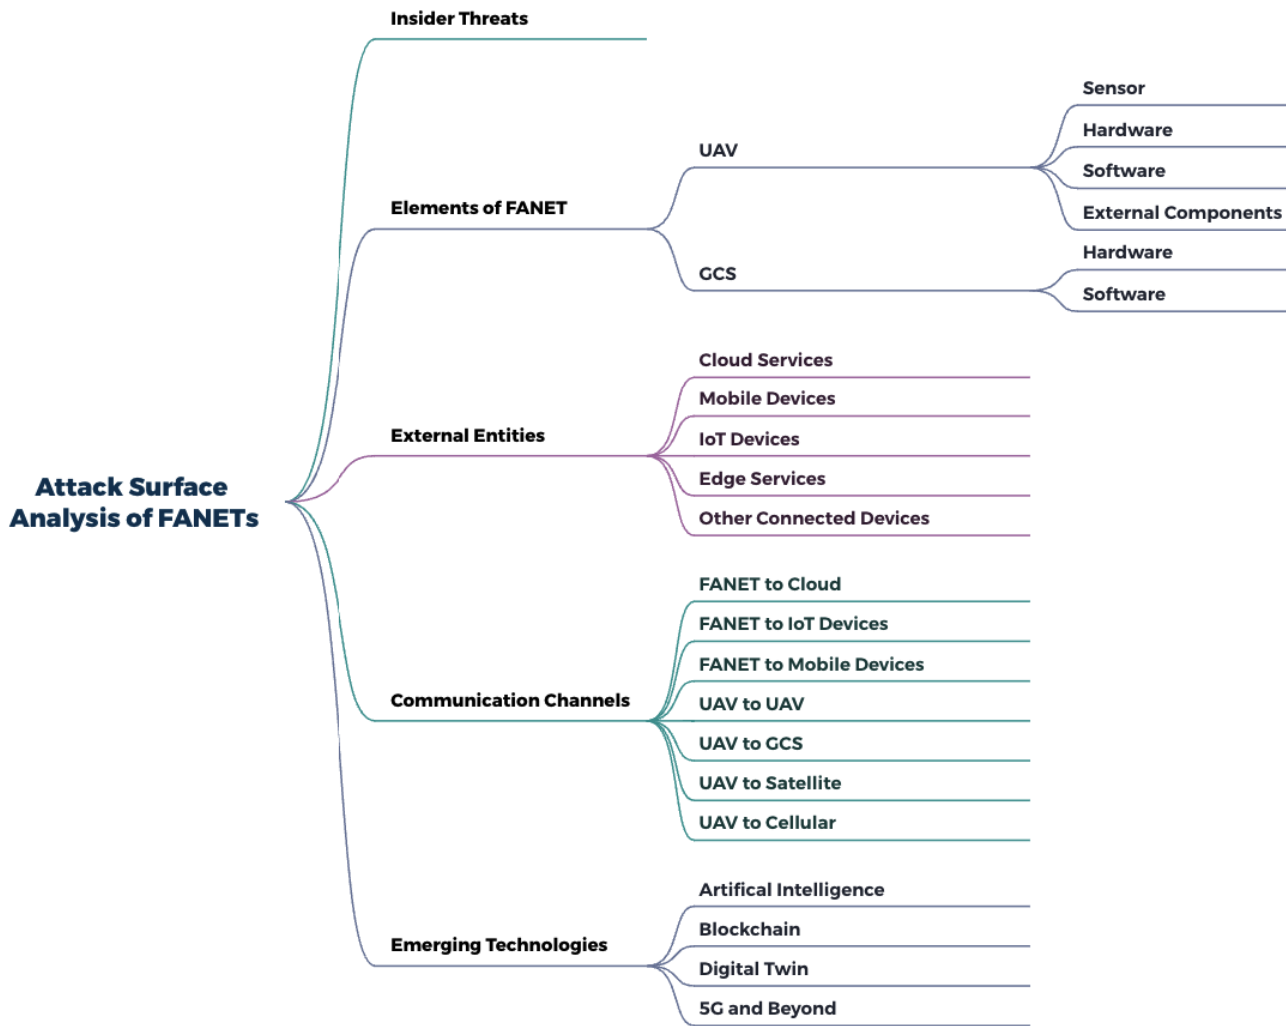 Attack Surface
Analysis of FANETs
Insider Threats
Elements of FANET
UAV
Sensor
Hardware
Software
External Components
GCS
Hardware
Software
External Entities
Cloud Services
Mobile Devices
IoT Devices
Edge Services
Other Connected Devices
Communication Channels
FANET to Cloud
FANET to IoT Devices
FANET to Mobile Devices
UAV to UAV
UAV to GCS
UAV to Satellite
UAV to Cellular
Emerging Technologies
Artifical Intelligence
Blockchain
Digital Twin
5G and Beyond